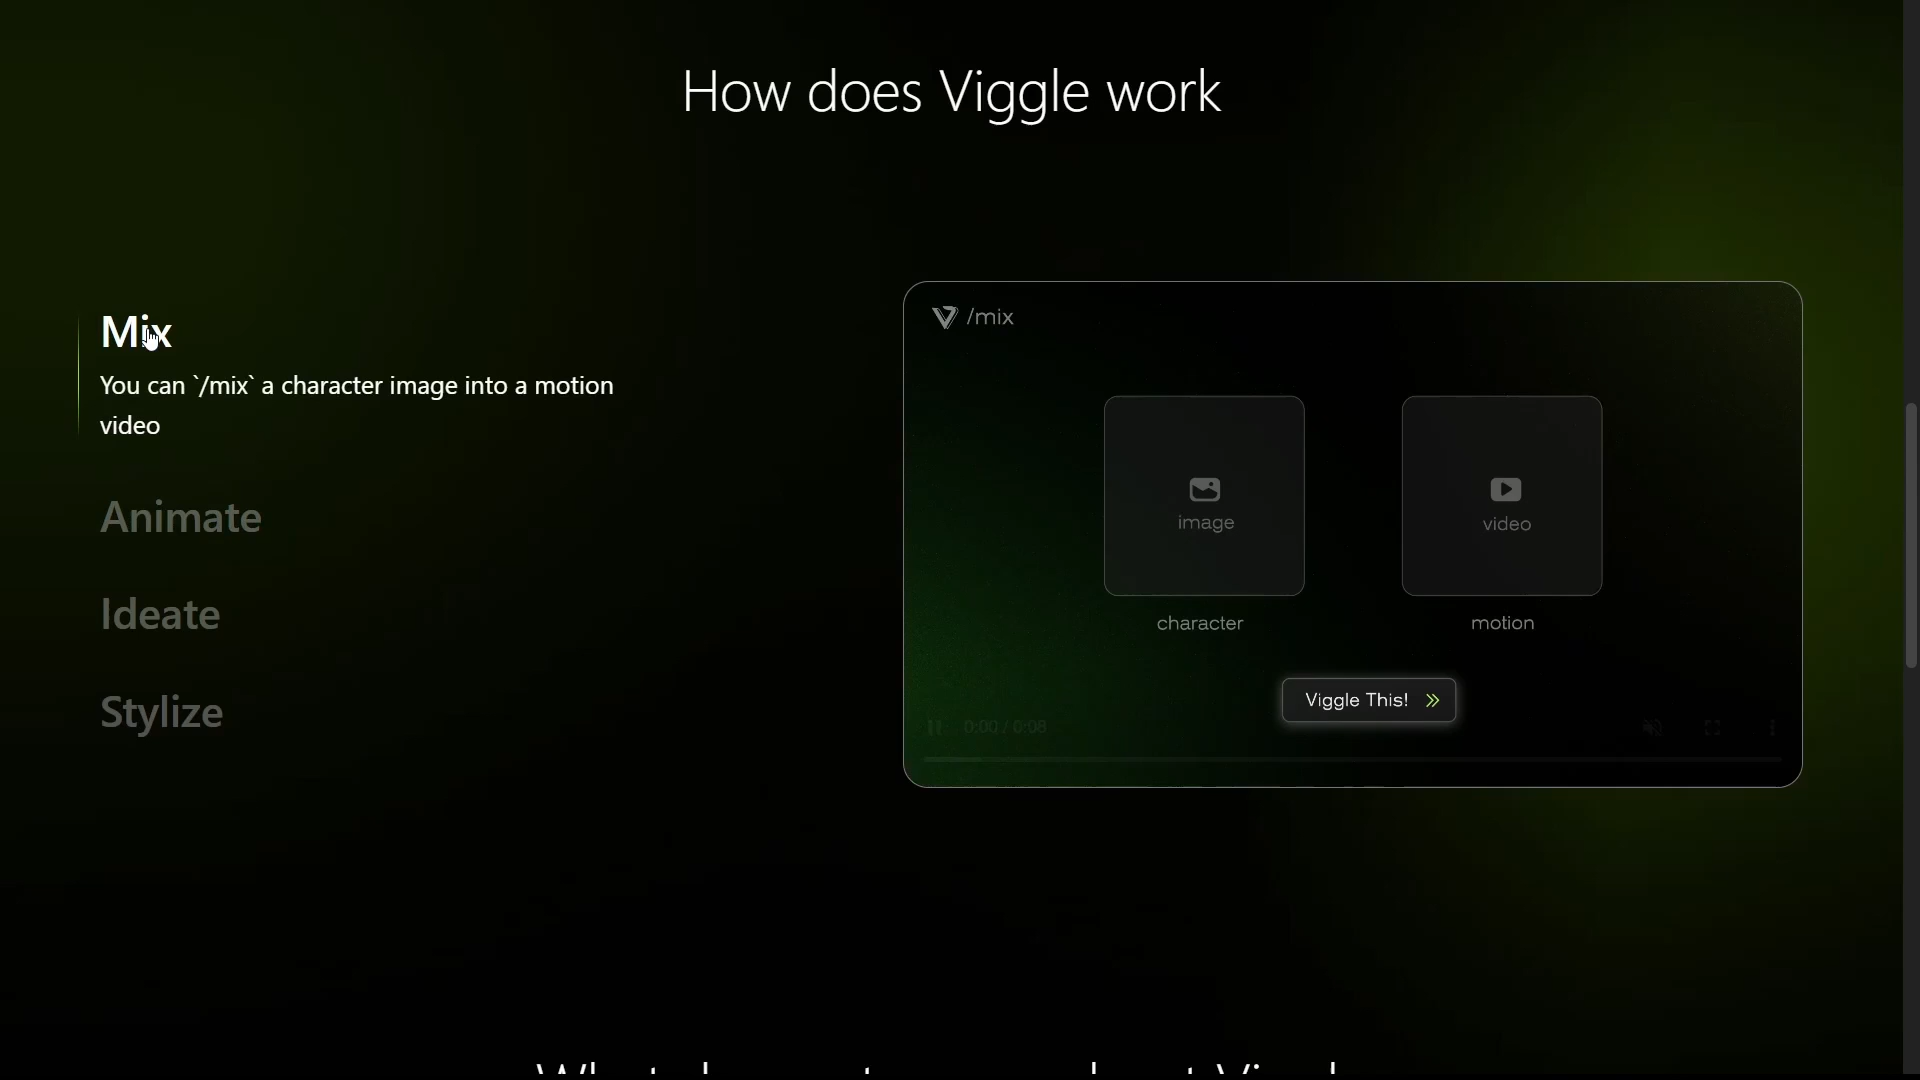 How does Viggle work
Mix
You can `/mix` a character image into a motion
video
Animate
Ideate
Stylize
/mix
image
video
character
motion
Viggle This!
0:00 / 0:08